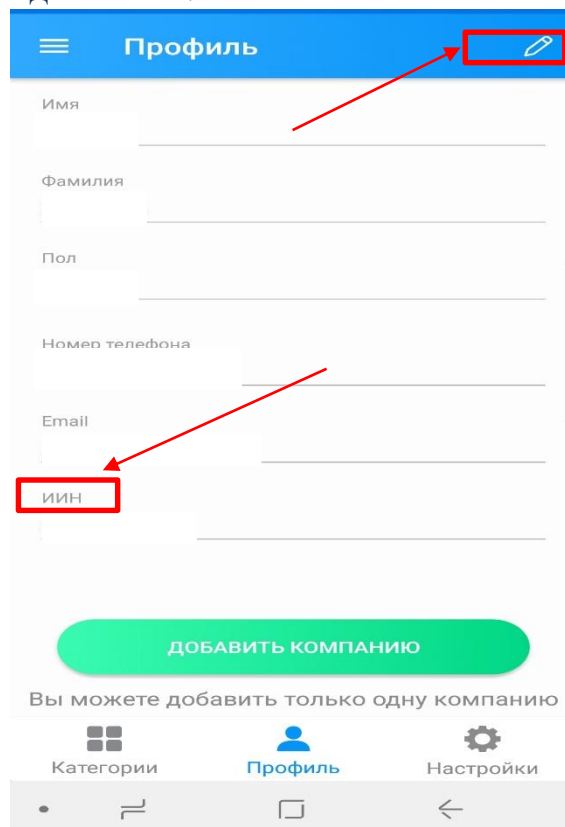 Профиль
Имя
Фамилия
Пол
Номер телефона
Email
ИИН
ДОБАВИТЬ КОМПАНИЮ
Вы можете добавить только одну компанию
Категории Профиль Настройки